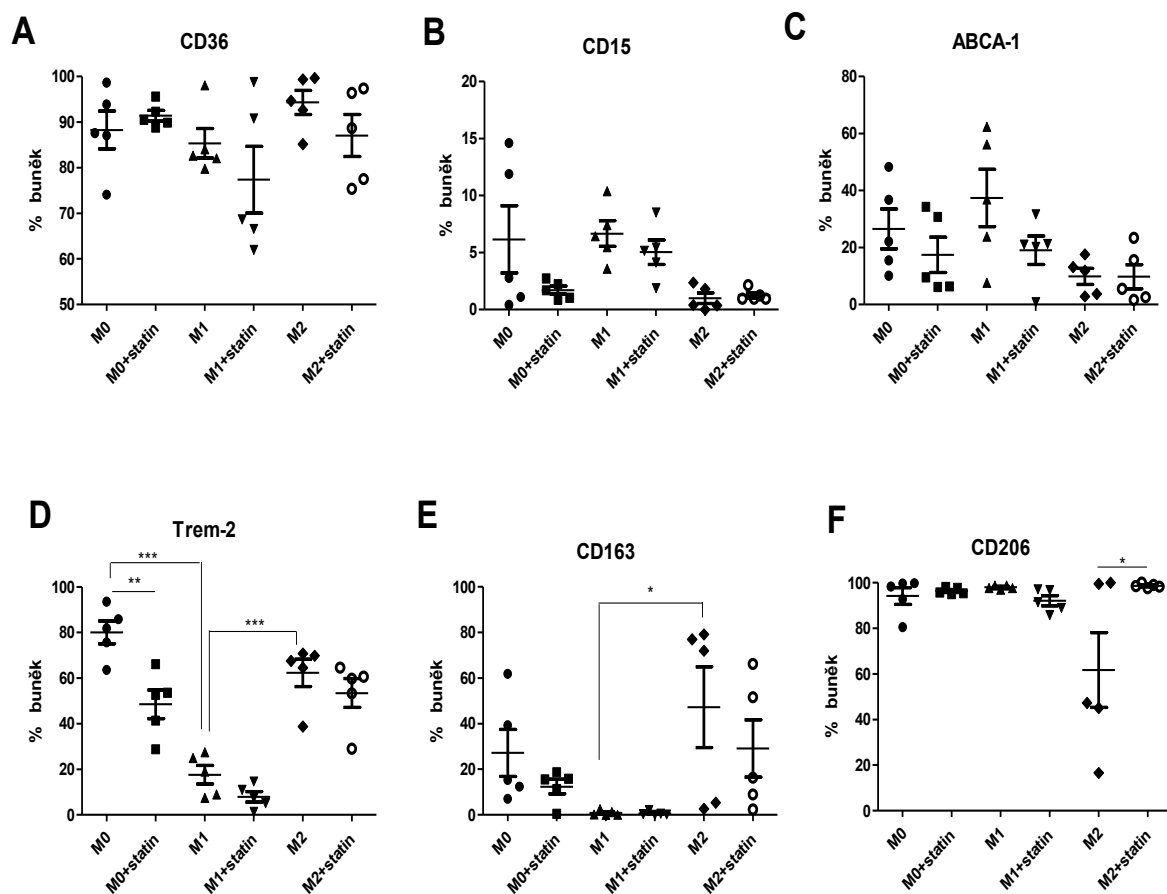 A
CD36
% buněk
100
90
80
70
60
50
M0
M0+statin
M1
M1+statin
M2
M2+statin
B
CD15
% buněk
20
15
10
5
0
M0
M0+statin
M1
M1+statin
M2
M2+statin
C
ABCA-1
% buněk
80
60
40
20
0
M0
M0+statin
M1
M1+statin
M2
M2+statin
D
Trem-2
% buněk
100
80
60
40
20
0
***
**
***
M0
M0+statin
M1
M1+statin
M2
M2+statin
E
CD163
% buněk
100
80
60
40
20
0
*
M0
M0+statin
M1
M1+statin
M2
M2+statin
F
CD206
% buněk
100
80
60
40
20
0
*
M0
M0+statin
M1
M1+statin
M2
M2+statin